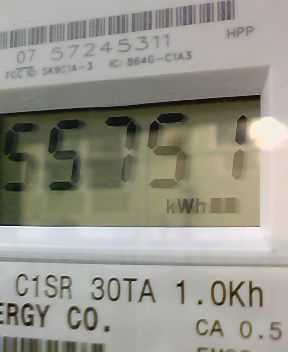 07 57245311
HPP
FCC ID: SK9C1A-3 IC: 864G-C1A3
55751
kWh
C1SR 30TA 1.0Kh
ERGY CO.
CA 0.5